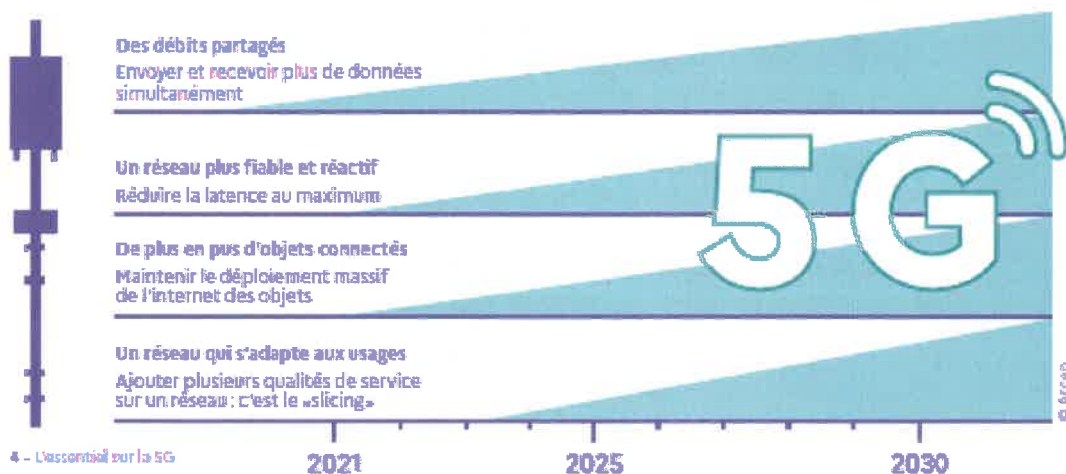 Des débits partagés
Envoyer et recevoir plus de données
simultanément
Un réseau plus fiable et réactif
Réduire la latence au maximum
De plus en pus d'objets connectés
Maintenir le déploiement massif
de l'internet des objets
Un réseau qui s'adapte aux usages
Ajouter plusieurs qualités de service
sur un réseau : c'est le «slicing»
5G
© Arcep
4 – L'essentiel sur la 5G
2021
2025
2030